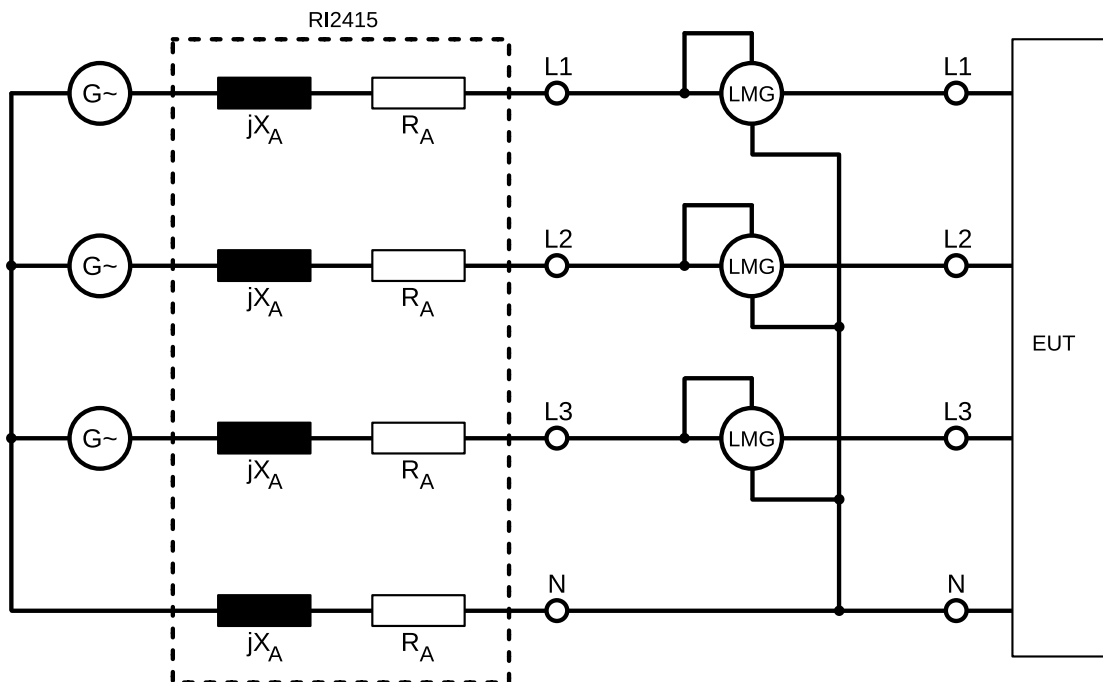 RI2415
L1 L1
G~ LMG
jXA RA
L2 L2
G~ LMG
jXA RA
EUT
L3 L3
G~ LMG
jXA RA
N N
jXA RA